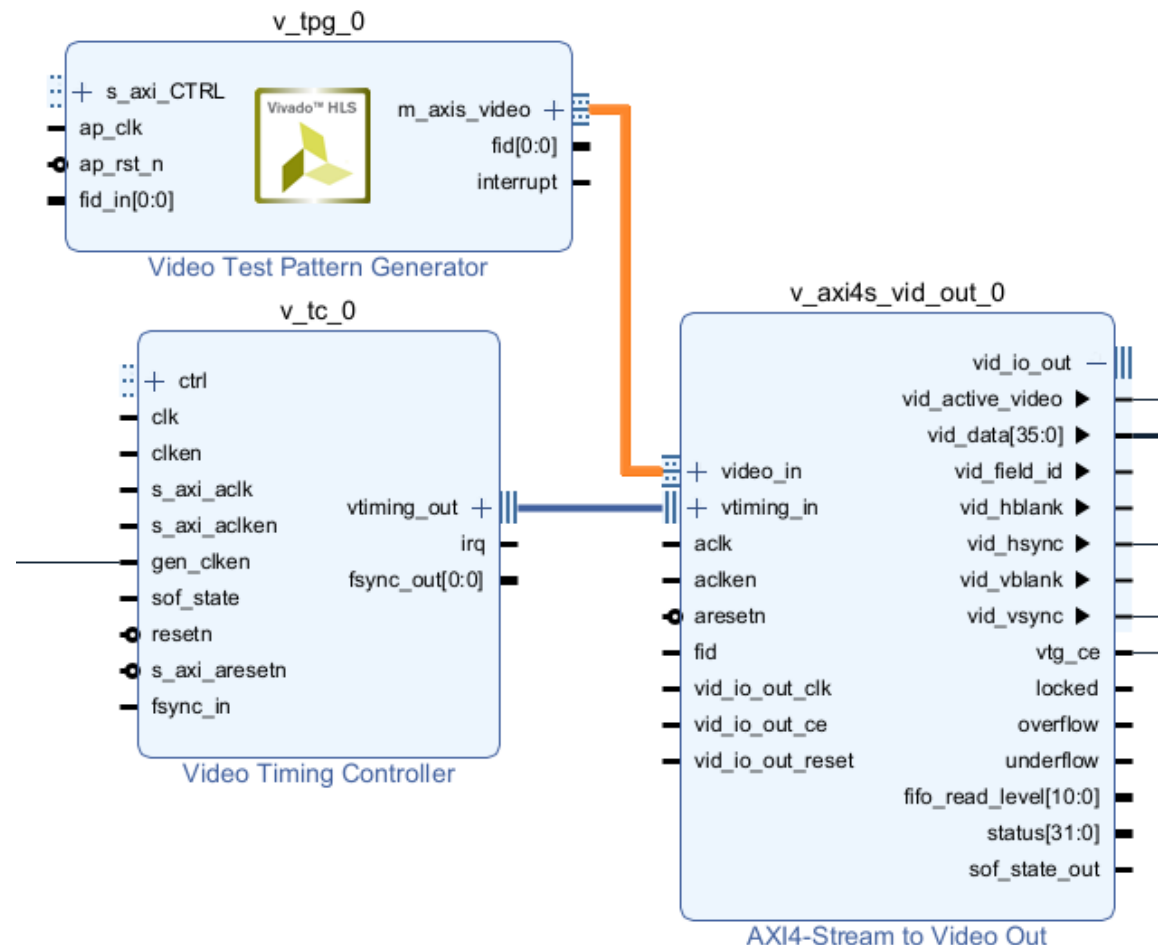 v_tpg_0
s_axi_CTRL
ap_clk
ap_rst_n
fid_in[0:0]
Vivado™ HLS
m_axis_video
fid[0:0]
interrupt
Video Test Pattern Generator
v_tc_0
ctrl
clk
clken
s_axi_aclk
s_axi_aclken
gen_clken
sof_state
resetn
s_axi_aresetn
fsync_in
vtiming_out
irq
fsync_out[0:0]
Video Timing Controller
v_axi4s_vid_out_0
video_in
vtiming_in
aclk
aclken
aresetn
fid
vid_io_out_clk
vid_io_out_ce
vid_io_out_reset
vid_io_out
vid_active_video
vid_data[35:0]
vid_field_id
vid_hblank
vid_hsync
vid_vblank
vid_vsync
vtg_ce
locked
overflow
underflow
fifo_read_level[10:0]
status[31:0]
sof_state_out
AXI4-Stream to Video Out